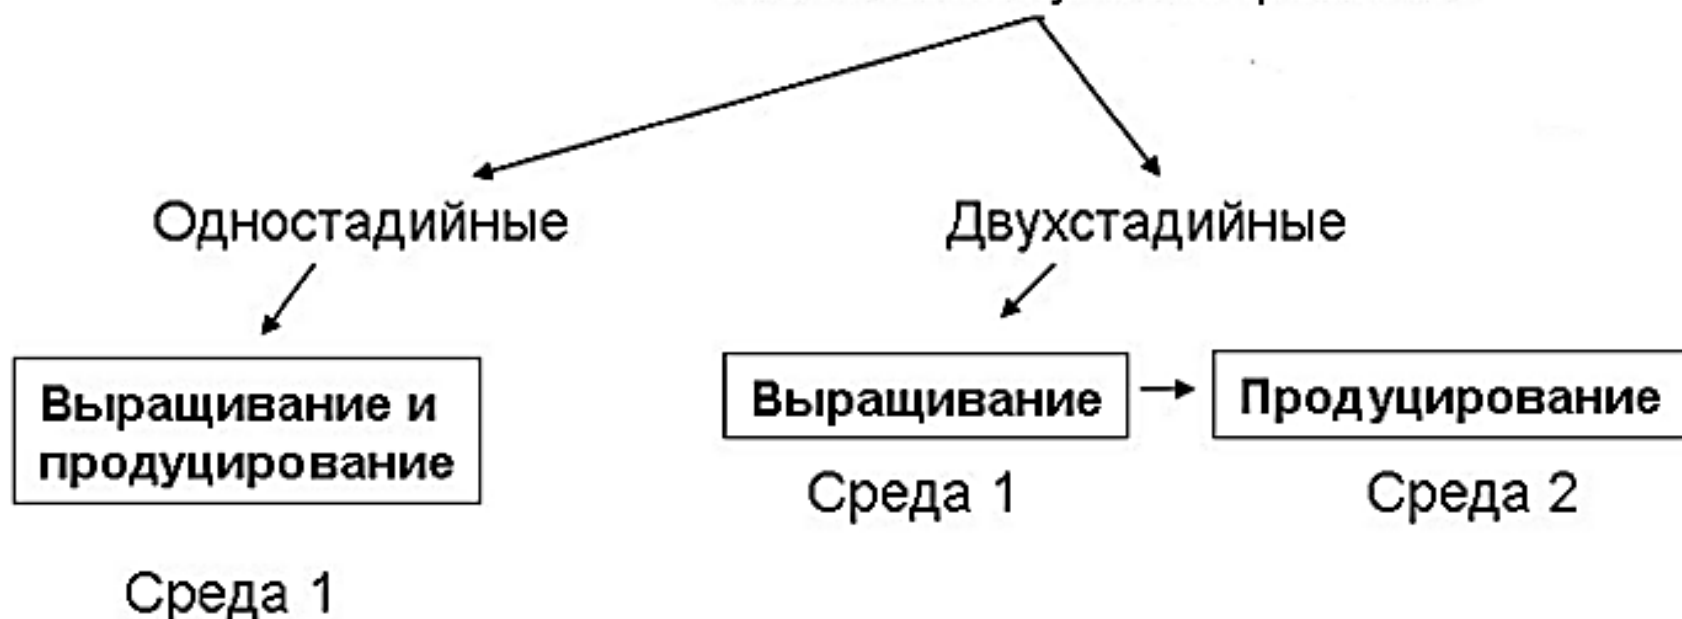 Одностадийные
Двухстадийные
Выращивание и
продуцирование
Среда 1
Выращивание
Среда 1
Продуцирование
Среда 2